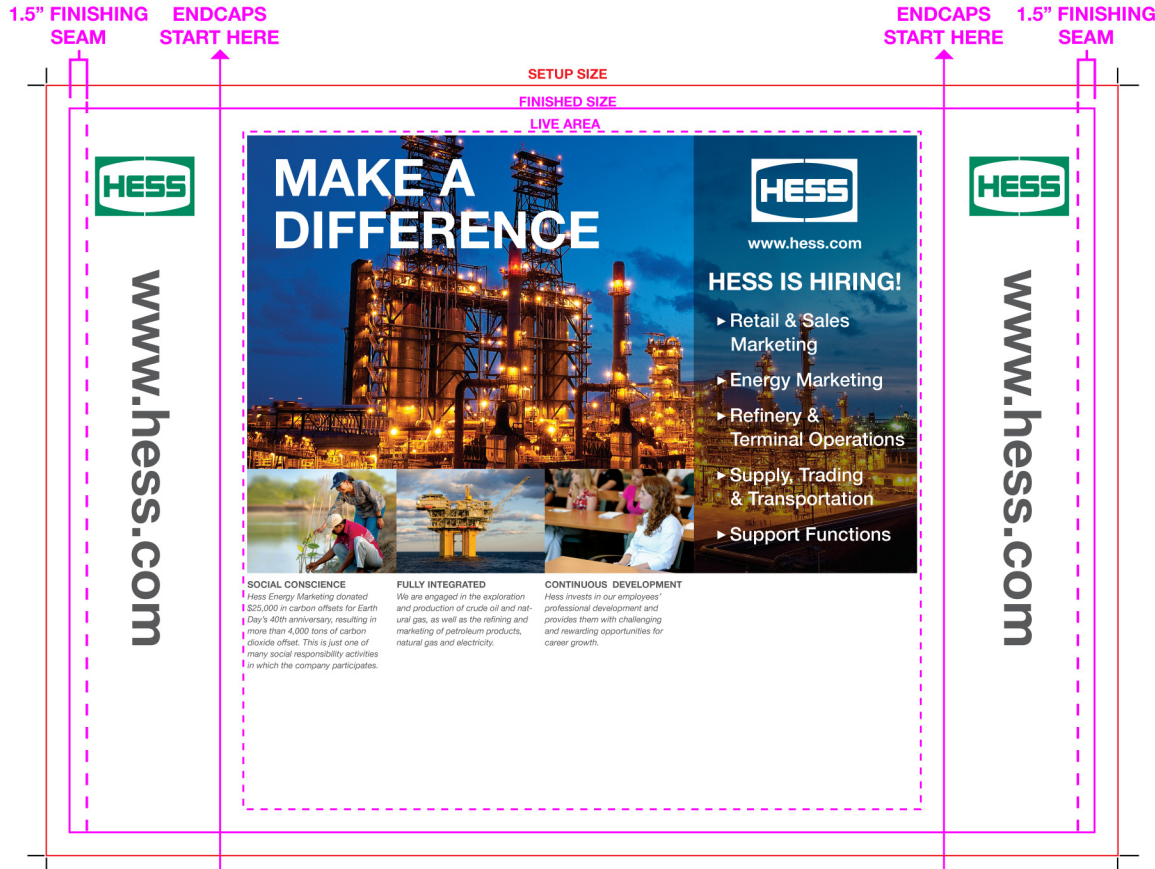 1.5” FINISHING
SEAM
ENDCAPS
START HERE
ENDCAPS
START HERE
1.5” FINISHING
SEAM
SETUP SIZE
FINISHED SIZE
LIVE AREA
HESS
www.hess.com
MAKE A
DIFFERENCE
HESS
www.hess.com
HESS IS HIRING!
▸ Retail & Sales
Marketing
▸ Energy Marketing
▸ Refinery &
Terminal Operations
▸ Supply, Trading
& Transportation
▸ Support Functions
SOCIAL CONSCIENCE
Hess Energy Marketing donated
$25,000 in carbon offsets for Earth
Day’s 40th anniversary, resulting in
more than 4,000 tons of carbon
dioxide offset. This is just one of
many social responsibility activities
in which the company participates.
FULLY INTEGRATED
We are engaged in the exploration
and production of crude oil and nat-
ural gas, as well as the refining and
marketing of petroleum products,
natural gas and electricity.
CONTINUOUS DEVELOPMENT
Hess invests in our employees’
professional development and
provides them with challenging
and rewarding opportunities for
career growth.
HESS
www.hess.com